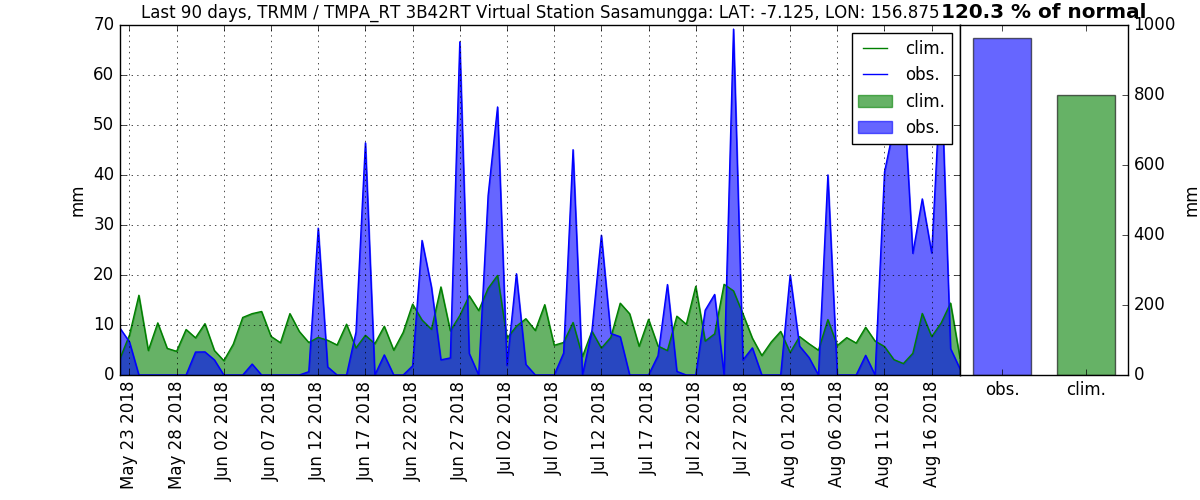 Last 90 days, TRMM / TMPA_RT 3B42RT Virtual Station Sasamungga: LAT: -7.125, LON: 156.875
120.3 % of normal
70
60
50
40
30
20
10
0
mm
clim.
obs.
clim.
obs.
May 23 2018
May 28 2018
Jun 02 2018
Jun 07 2018
Jun 12 2018
Jun 17 2018
Jun 22 2018
Jun 27 2018
Jul 02 2018
Jul 07 2018
Jul 12 2018
Jul 17 2018
Jul 22 2018
Jul 27 2018
Aug 01 2018
Aug 06 2018
Aug 11 2018
Aug 16 2018
1000
800
600
400
200
0
mm
obs.
clim.